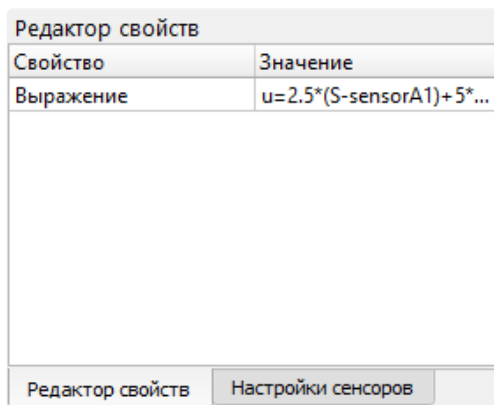 Редактор свойств
Свойство Значение
Выражение u=2.5*(S-sensorA1)+5*...
Редактор свойств Настройки сенсоров